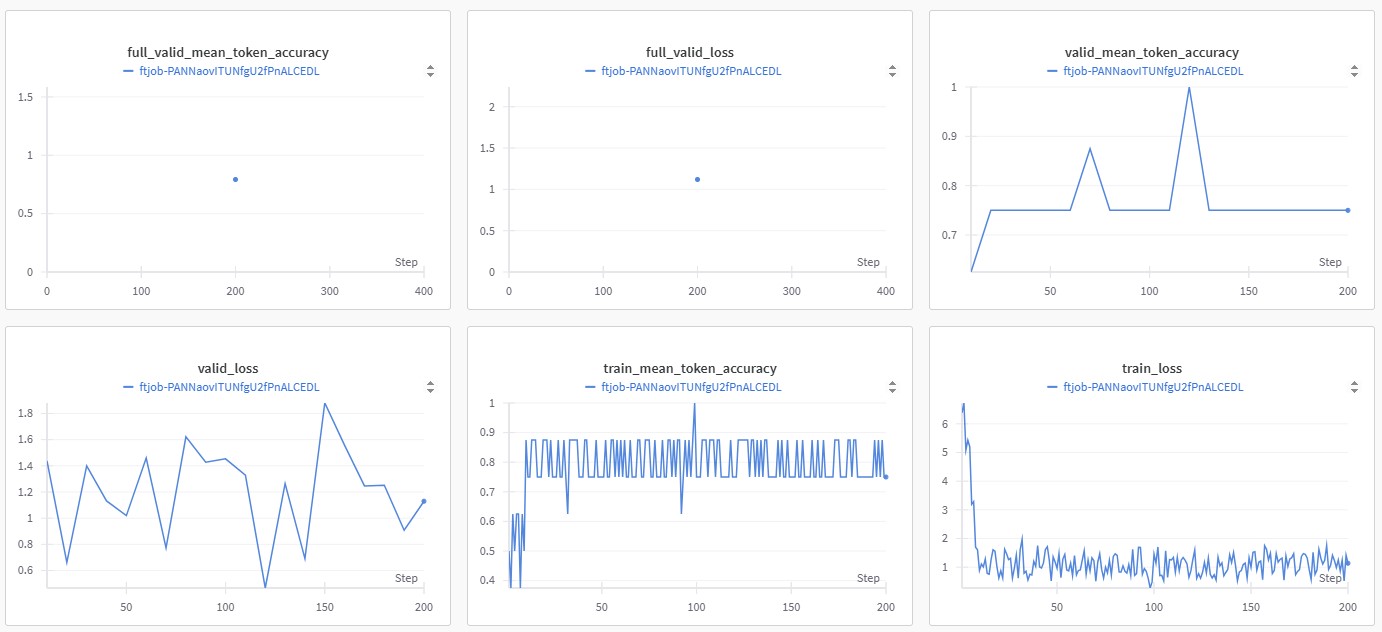 full_valid_mean_token_accuracy
ftjob-PANNaovITUNfgU2fPnALCEDL
1.5
1
0.5
0
Step
0 100 200 300 400
full_valid_loss
ftjob-PANNaovITUNfgU2fPnALCEDL
2
1.5
1
0.5
0
Step
0 100 200 300 400
valid_mean_token_accuracy
ftjob-PANNaovITUNfgU2fPnALCEDL
1
0.9
0.8
0.7
Step
50 100 150 200
valid_loss
ftjob-PANNaovITUNfgU2fPnALCEDL
1.8
1.6
1.4
1.2
1
0.8
0.6
Step
50 100 150 200
train_mean_token_accuracy
ftjob-PANNaovITUNfgU2fPnALCEDL
1
0.9
0.8
0.7
0.6
0.5
0.4
Step
50 100 150 200
train_loss
ftjob-PANNaovITUNfgU2fPnALCEDL
6
5
4
3
2
1
Step
50 100 150 200